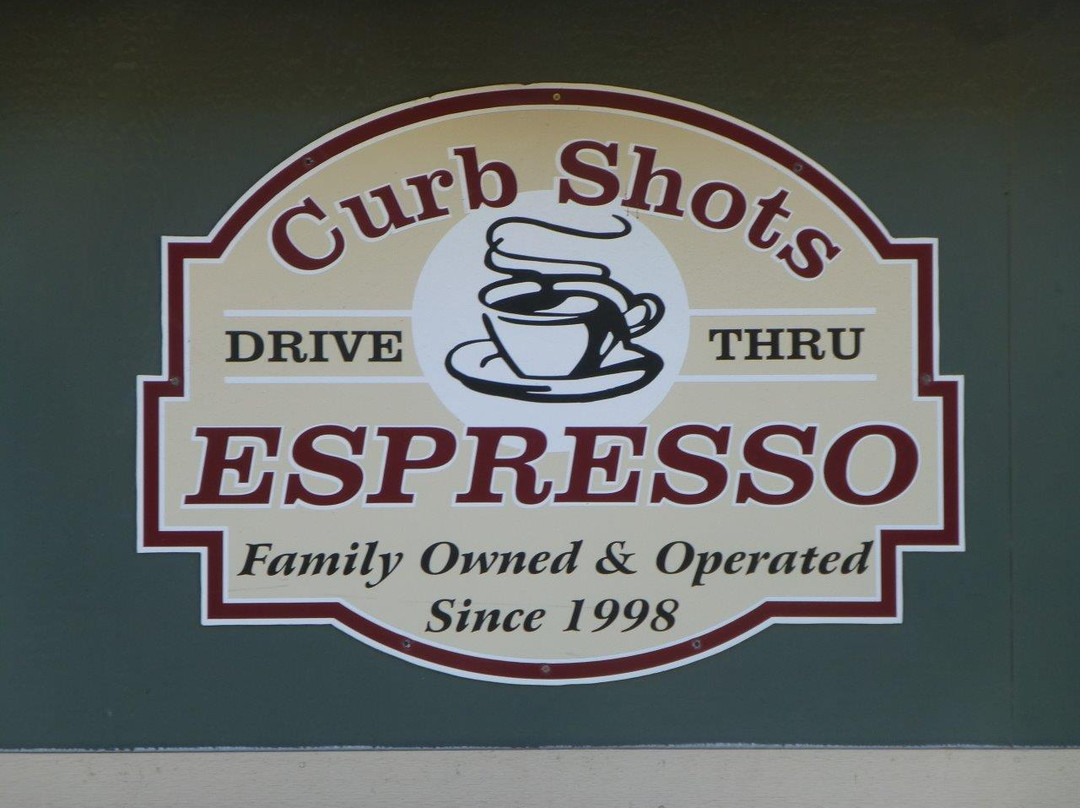 Curb Shots
DRIVE THRU
ESPRESSO
Family Owned & Operated
Since 1998